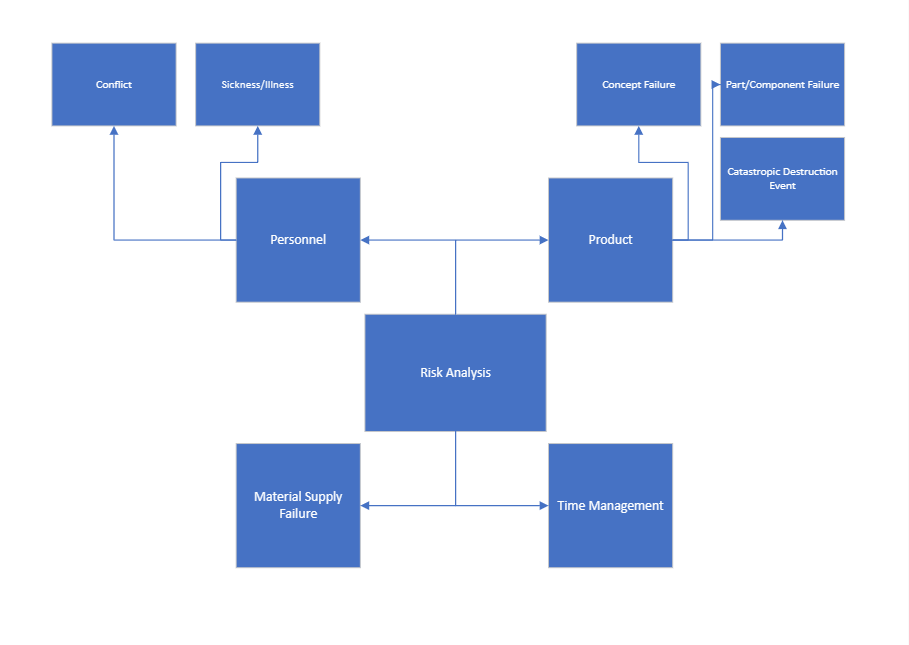 Conflict
Sickness/Illness
Concept Failure
Part/Component Failure
Catastropic Destruction
Event
Personnel
Product
Risk Analysis
Material Supply
Failure
Time Management